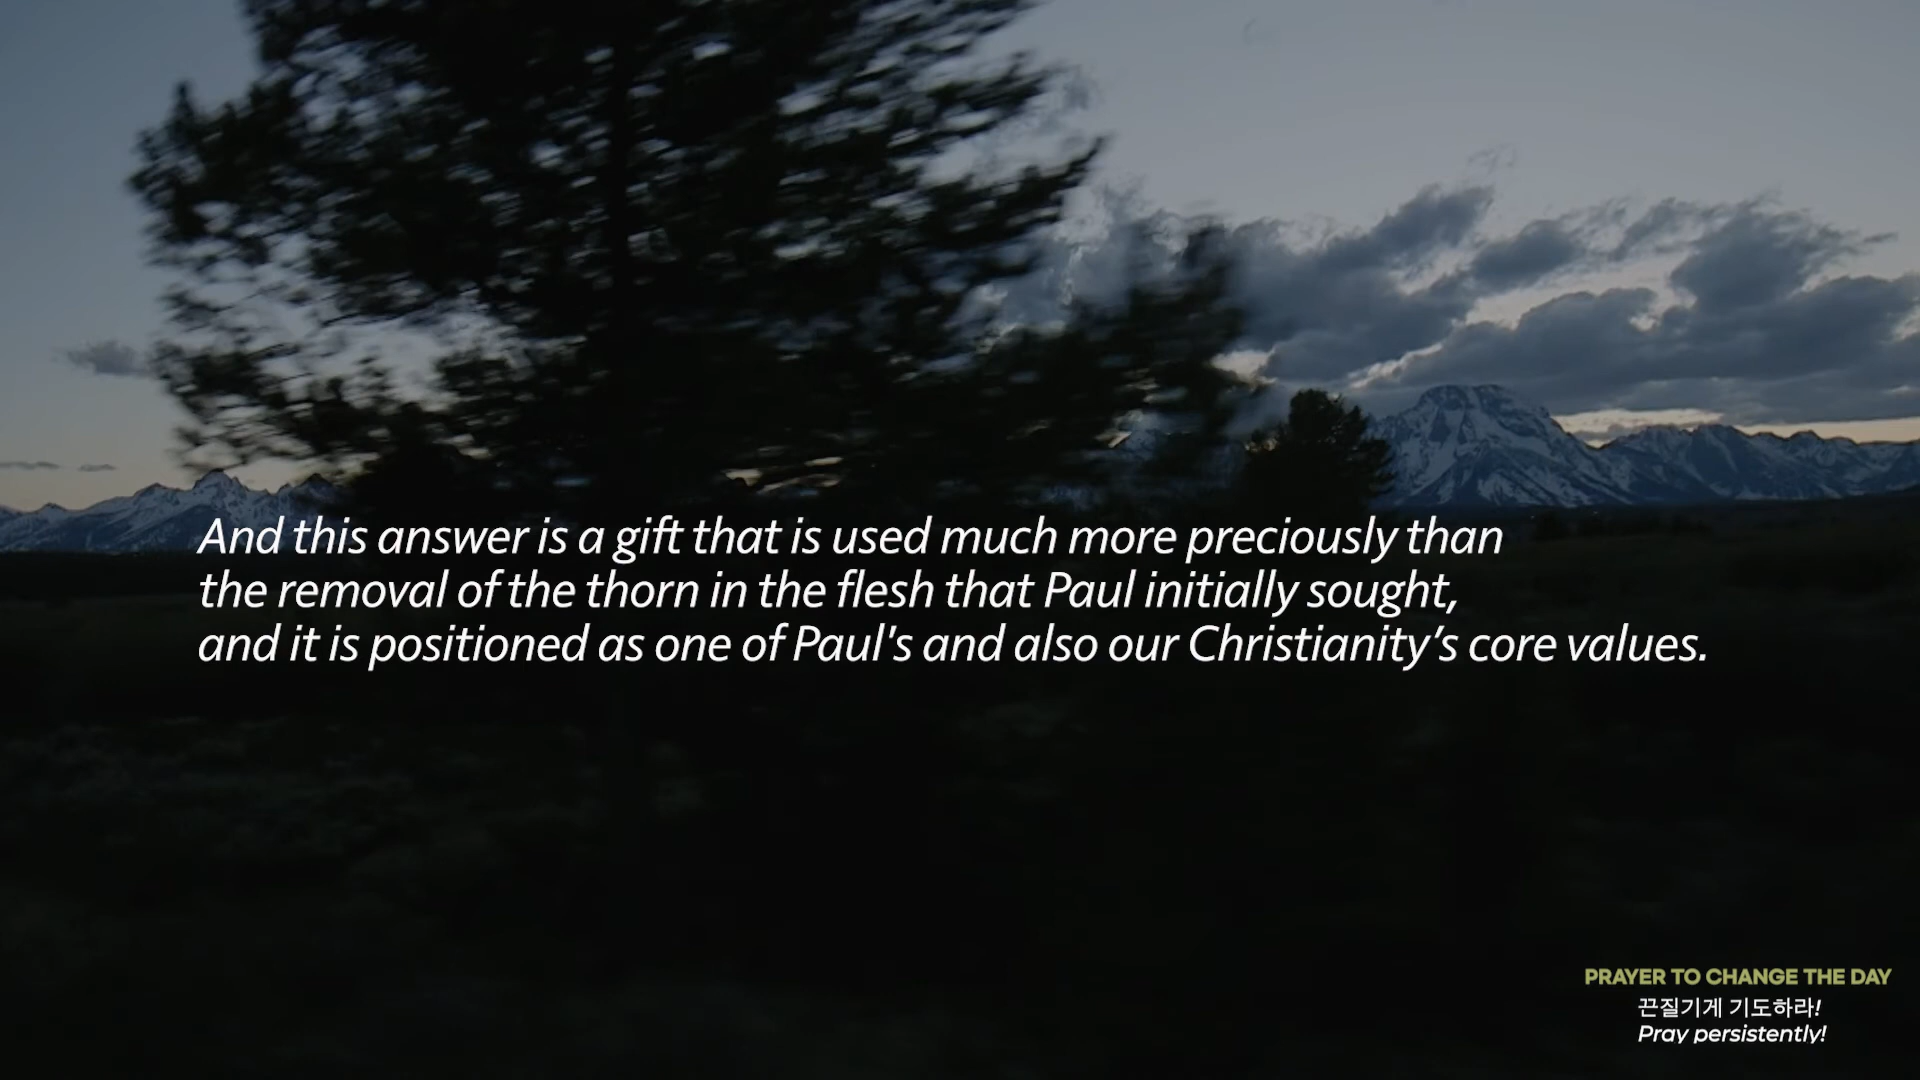 And this answer is a gift that is used much more preciously than
the removal of the thorn in the flesh that Paul initially sought,
and it is positioned as one of Paul's and also our Christianity’s core values.
PRAYER TO CHANGE THE DAY
끈질기게 기도하라!
Pray persistently!